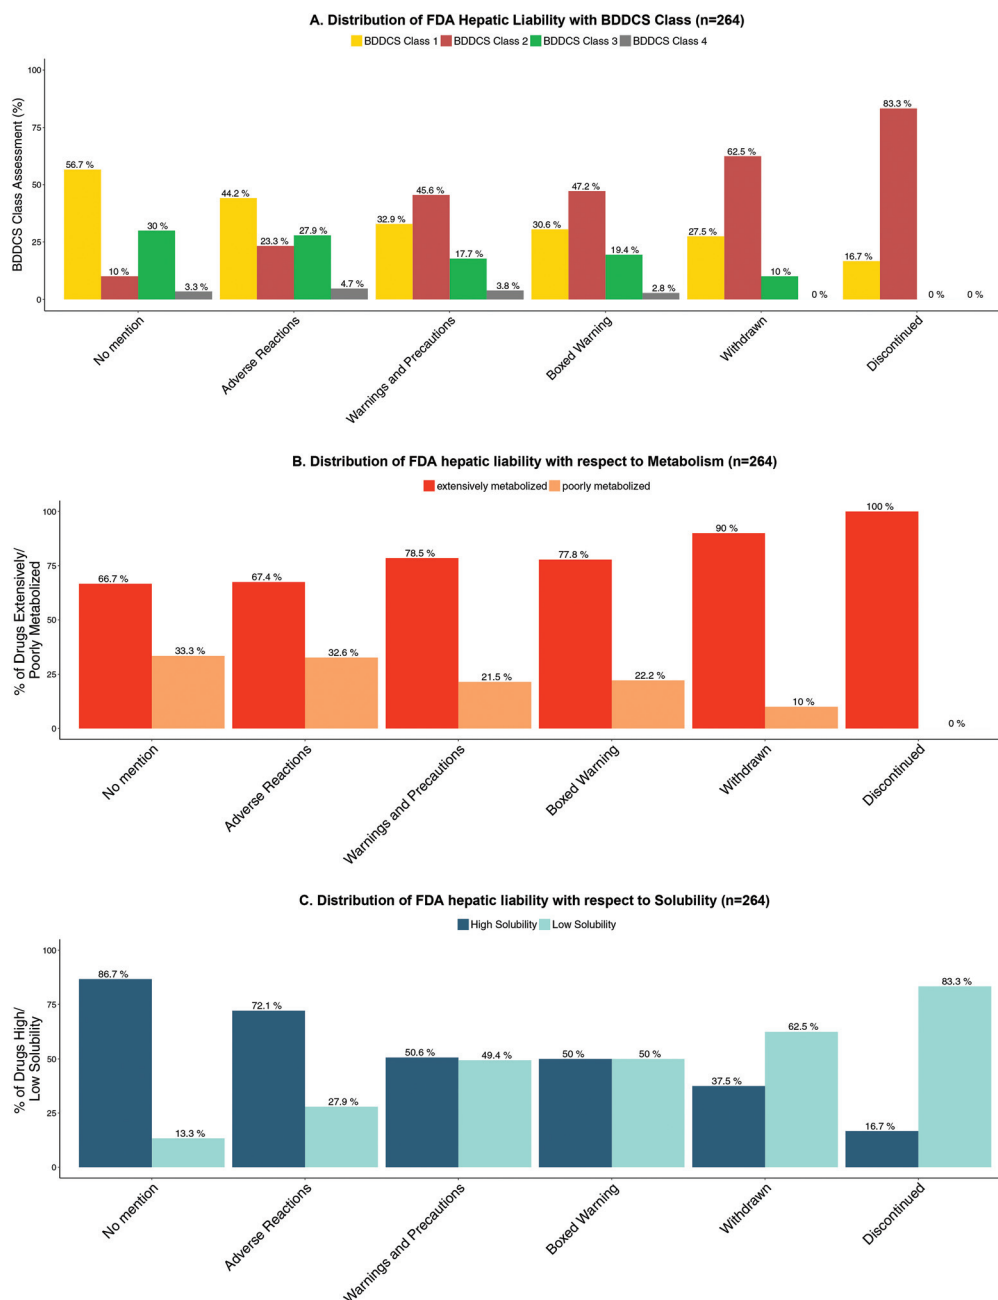 A. Distribution of FDA Hepatic Liability with BDDCS Class (n=264)
BDDCS Class 1 BDDCS Class 2 BDDCS Class 3 BDDCS Class 4
BDDCS Class Assessment (%)
100
75
50
25
0
56.7 % 10 % 30 % 3.3 %
44.2 % 23.3 % 27.9 % 4.7 %
32.9 % 45.6 % 17.7 % 3.8 %
30.6 % 47.2 % 19.4 % 2.8 %
27.5 % 62.5 % 10 % 0 %
16.7 % 83.3 % 0 % 0 %
No mention
Adverse Reactions
Warnings and Precautions
Boxed Warning
Withdrawn
Discontinued
B. Distribution of FDA hepatic liability with respect to Metabolism (n=264)
extensively metabolized poorly metabolized
% of Drugs Extensively/
Poorly Metabolized
100
75
50
25
0
66.7 % 33.3 %
67.4 % 32.6 %
78.5 % 21.5 %
77.8 % 22.2 %
90 % 10 %
100 % 0 %
No mention
Adverse Reactions
Warnings and Precautions
Boxed Warning
Withdrawn
Discontinued
C. Distribution of FDA hepatic liability with respect to Solubility (n=264)
High Solubility Low Solubility
% of Drugs High/
Low Solubility
100
75
50
25
0
86.7 % 13.3 %
72.1 % 27.9 %
50.6 % 49.4 %
50 % 50 %
37.5 % 62.5 %
16.7 % 83.3 %
No mention
Adverse Reactions
Warnings and Precautions
Boxed Warning
Withdrawn
Discontinued